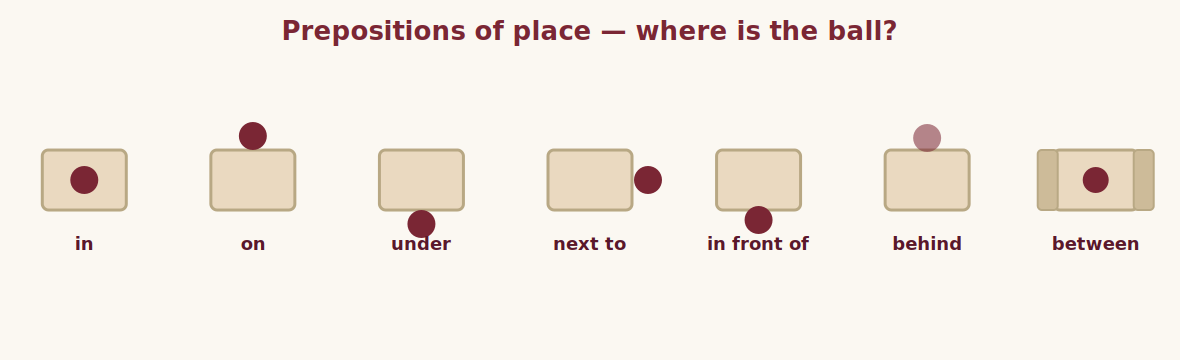 Prepositions of place — where is the ball?
in
on
under
next to
in front of
behind
between